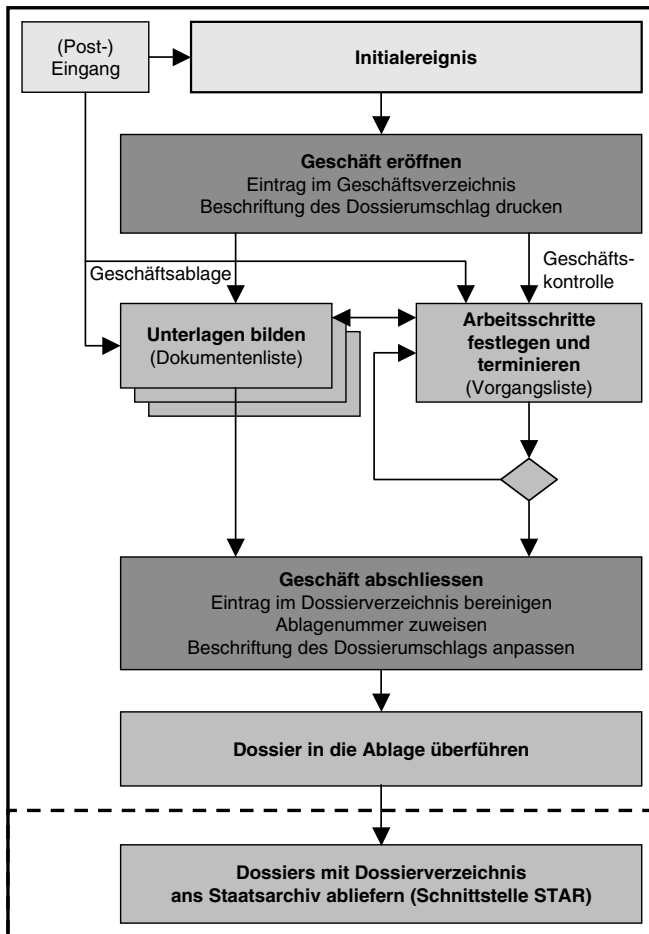 (Post-)
Eingang
Initialereignis
Geschäft eröffnen
Eintrag im Geschäftsverzeichnis
Beschriftung des Dossierumschlag drucken
Geschäftsablage
Geschäfts-
kontrolle
Unterlagen bilden
(Dokumentenliste)
Arbeitsschritte
festlegen und
terminieren
(Vorgangsliste)
Geschäft abschliessen
Eintrag im Dossierverzeichnis bereinigen
Ablagenummer zuweisen
Beschriftung des Dossierumschlags anpassen
Dossier in die Ablage überführen
Dossiers mit Dossierverzeichnis
ans Staatsarchiv abliefern (Schnittstelle STAR)